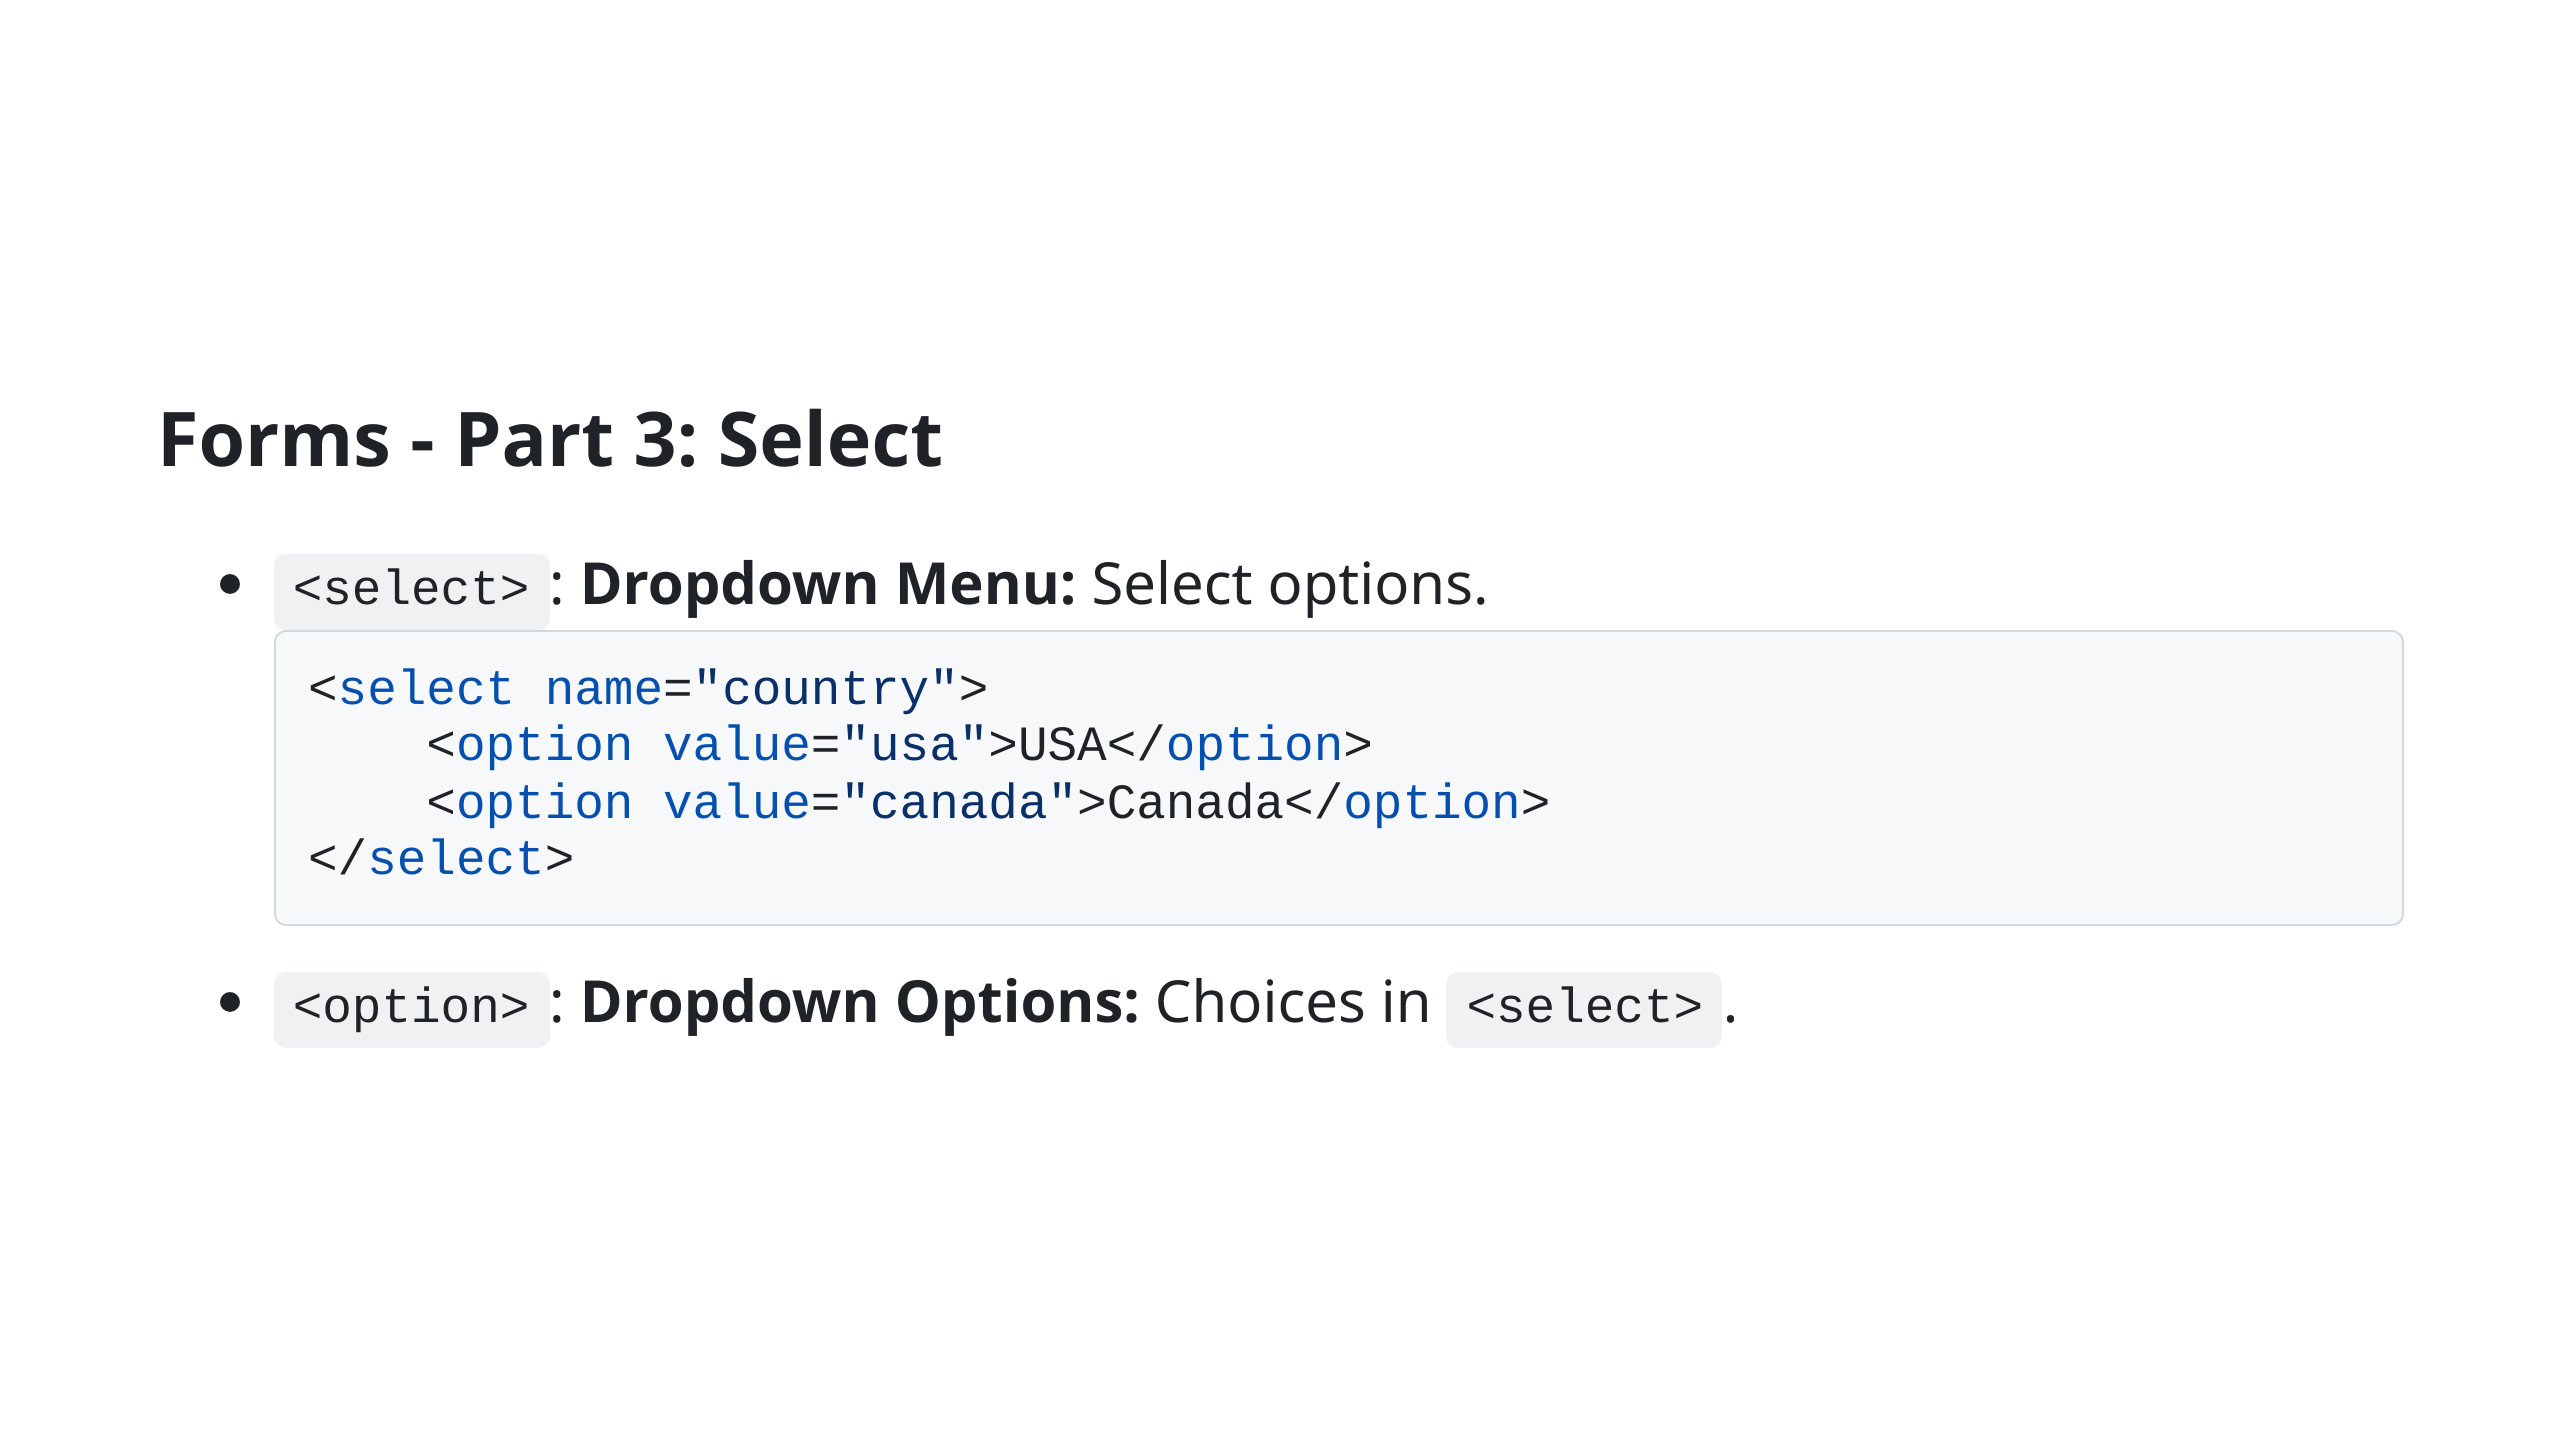 Forms - Part 3: Select
<select>: Dropdown Menu: Select options.
<select name="country">
    <option value="usa">USA</option>
    <option value="canada">Canada</option>
</select>
<option>: Dropdown Options: Choices in <select>.